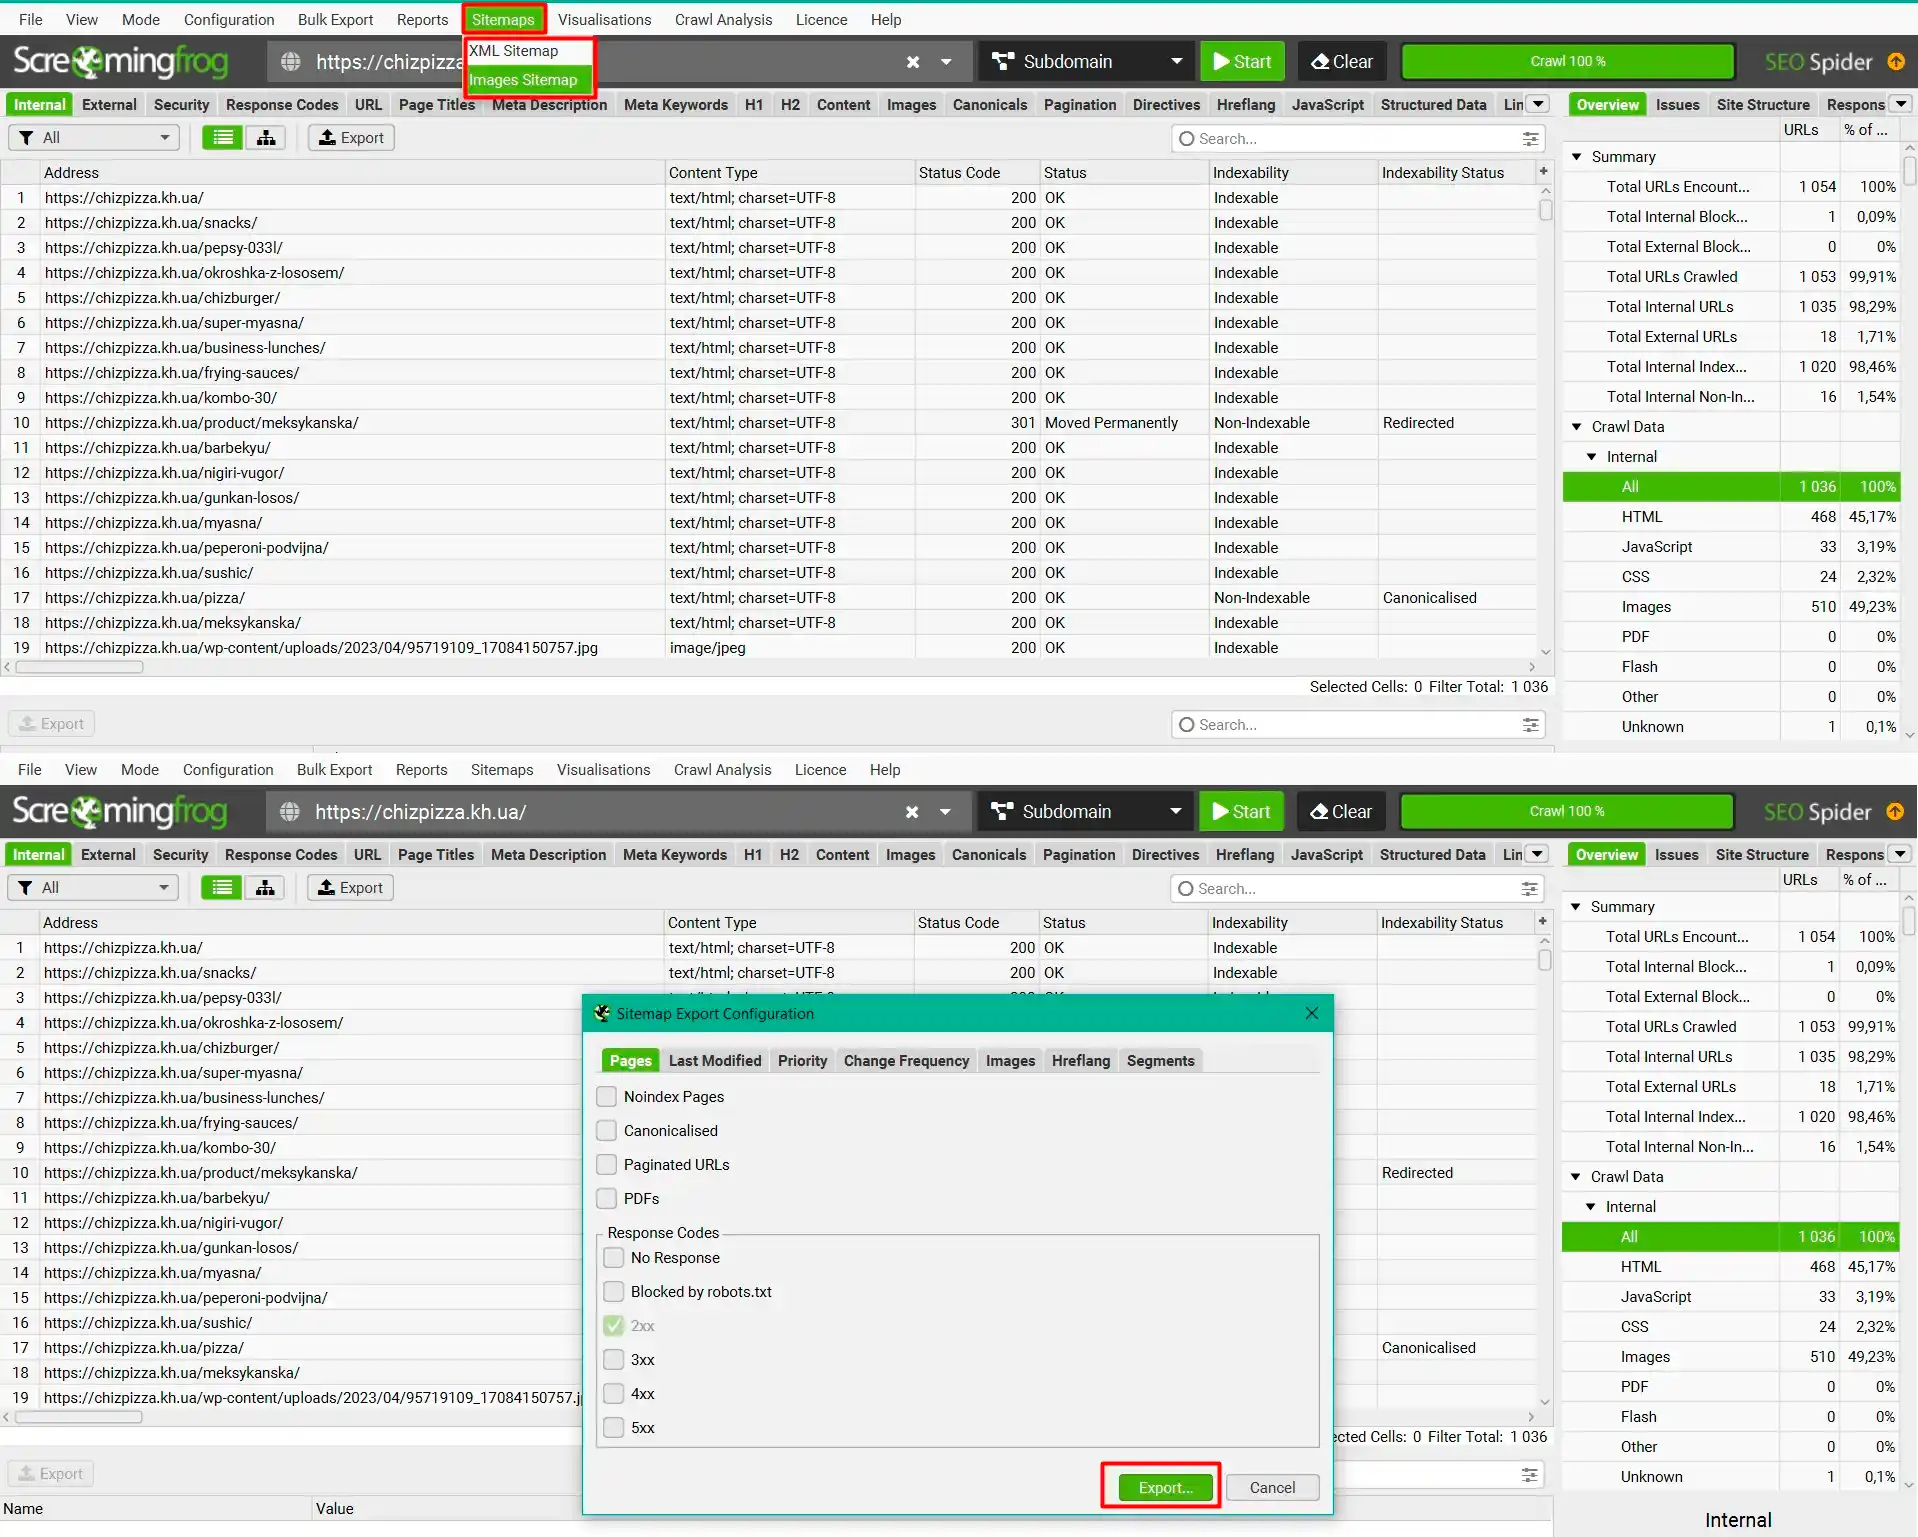 File View Mode Configuration Bulk Export Reports Sitemaps Visualisations Crawl Analysis Licence Help
XML Sitemap
Images Sitemap
Screamingfrog https://chizpizza Subdomain Start Clear Crawl 100 % SEO Spider
Internal External Security Response Codes URL Page Titles Meta Description Meta Keywords H1 H2 Content Images Canonicals Pagination Directives Hreflang JavaScript Structured Data Lin Overview Issues Site Structure Respons
All Export Search... URLs % of ...
Address Content Type Status Code Status Indexability Indexability Status +
1 https://chizpizza.kh.ua/ text/html; charset=UTF-8 200 OK Indexable
2 https://chizpizza.kh.ua/snacks/ text/html; charset=UTF-8 200 OK Indexable
3 https://chizpizza.kh.ua/pepsy-033l/ text/html; charset=UTF-8 200 OK Indexable
4 https://chizpizza.kh.ua/okroshka-z-lososem/ text/html; charset=UTF-8 200 OK Indexable
5 https://chizpizza.kh.ua/chizburger/ text/html; charset=UTF-8 200 OK Indexable
6 https://chizpizza.kh.ua/super-myasna/ text/html; charset=UTF-8 200 OK Indexable
7 https://chizpizza.kh.ua/business-lunches/ text/html; charset=UTF-8 200 OK Indexable
8 https://chizpizza.kh.ua/frying-sauces/ text/html; charset=UTF-8 200 OK Indexable
9 https://chizpizza.kh.ua/kombo-30/ text/html; charset=UTF-8 200 OK Indexable
10 https://chizpizza.kh.ua/product/meksykanska/ text/html; charset=UTF-8 301 Moved Permanently Non-Indexable Redirected
11 https://chizpizza.kh.ua/barbekyu/ text/html; charset=UTF-8 200 OK Indexable
12 https://chizpizza.kh.ua/nigiri-vugor/ text/html; charset=UTF-8 200 OK Indexable
13 https://chizpizza.kh.ua/gunkan-losos/ text/html; charset=UTF-8 200 OK Indexable
14 https://chizpizza.kh.ua/myasna/ text/html; charset=UTF-8 200 OK Indexable
15 https://chizpizza.kh.ua/peperoni-podvijna/ text/html; charset=UTF-8 200 OK Indexable
16 https://chizpizza.kh.ua/sushic/ text/html; charset=UTF-8 200 OK Indexable
17 https://chizpizza.kh.ua/pizza/ text/html; charset=UTF-8 200 OK Non-Indexable Canonicalised
18 https://chizpizza.kh.ua/meksykanska/ text/html; charset=UTF-8 200 OK Indexable
19 https://chizpizza.kh.ua/wp-content/uploads/2023/04/95719109_17084150757.jpg image/jpeg 200 OK Indexable
Selected Cells: 0 Filter Total: 1 036
Export Search...
Summary
Total URLs Encount... 1 054 100%
Total Internal Block... 1 0,09%
Total External Block... 0 0%
Total URLs Crawled 1 053 99,91%
Total Internal URLs 1 035 98,29%
Total External URLs 18 1,71%
Total Internal Index... 1 020 98,46%
Total Internal Non-In... 16 1,54%
Crawl Data
Internal
All 1 036 100%
HTML 468 45,17%
JavaScript 33 3,19%
CSS 24 2,32%
Images 510 49,23%
PDF 0 0%
Flash 0 0%
Other 0 0%
Unknown 1 0,1%
File View Mode Configuration Bulk Export Reports Sitemaps Visualisations Crawl Analysis Licence Help
Screamingfrog https://chizpizza.kh.ua/ Subdomain Start Clear Crawl 100 % SEO Spider
Internal External Security Response Codes URL Page Titles Meta Description Meta Keywords H1 H2 Content Images Canonicals Pagination Directives Hreflang JavaScript Structured Data Lin Overview Issues Site Structure Respons
All Export Search... URLs % of ...
Address Content Type Status Code Status Indexability Indexability Status +
1 https://chizpizza.kh.ua/ text/html; charset=UTF-8 200 OK Indexable
2 https://chizpizza.kh.ua/snacks/ text/html; charset=UTF-8 200 OK Indexable
3 https://chizpizza.kh.ua/pepsy-033l/
4 https://chizpizza.kh.ua/okroshka-z-lososem/
5 https://chizpizza.kh.ua/chizburger/
6 https://chizpizza.kh.ua/super-myasna/
7 https://chizpizza.kh.ua/business-lunches/
8 https://chizpizza.kh.ua/frying-sauces/
9 https://chizpizza.kh.ua/kombo-30/
10 https://chizpizza.kh.ua/product/meksykanska/ Redirected
11 https://chizpizza.kh.ua/barbekyu/
12 https://chizpizza.kh.ua/nigiri-vugor/
13 https://chizpizza.kh.ua/gunkan-losos/
14 https://chizpizza.kh.ua/myasna/
15 https://chizpizza.kh.ua/peperoni-podvijna/
16 https://chizpizza.kh.ua/sushic/
17 https://chizpizza.kh.ua/pizza/ Canonicalised
18 https://chizpizza.kh.ua/meksykanska/
19 https://chizpizza.kh.ua/wp-content/uploads/2023/04/95719109_17084150757.j
Sitemap Export Configuration
Pages Last Modified Priority Change Frequency Images Hreflang Segments
Noindex Pages
Canonicalised
Paginated URLs
PDFs
Response Codes
No Response
Blocked by robots.txt
2xx
3xx
4xx
5xx
Export... Cancel
Cells: 0 Filter Total: 1 036
Export
Name Value
Summary
Total URLs Encount... 1 054 100%
Total Internal Block... 1 0,09%
Total External Block... 0 0%
Total URLs Crawled 1 053 99,91%
Total Internal URLs 1 035 98,29%
Total External URLs 18 1,71%
Total Internal Index... 1 020 98,46%
Total Internal Non-In... 16 1,54%
Crawl Data
Internal
All 1 036 100%
HTML 468 45,17%
JavaScript 33 3,19%
CSS 24 2,32%
Images 510 49,23%
PDF 0 0%
Flash 0 0%
Other 0 0%
Unknown 1 0,1%
Internal